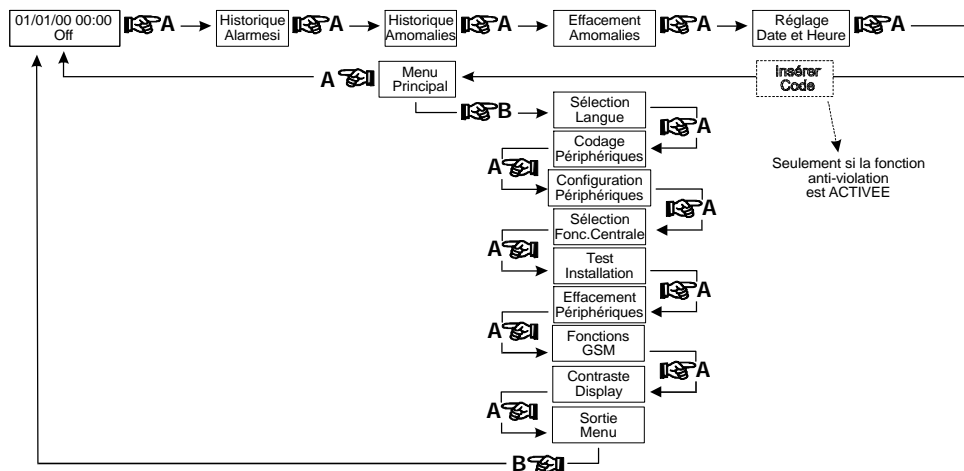 01/01/00 00:00
Off
A
Historique
Alarmesi
A
Historique
Amomalies
A
Effacement
Amomalies
A
Réglage
Date et Heure
A
A
Menu
Principal
Insérer
Code
B
Sélection
Langue
A
Codage
Périphériques
A
Configuration
Périphériques
A
Sélection
Fonc.Centrale
A
Test
Installation
A
Effacement
Périphériques
A
Fonctions
GSM
A
Contraste
Display
A
Sortie
Menu
B
Seulement si la fonction
anti-violation
est ACTIVEE